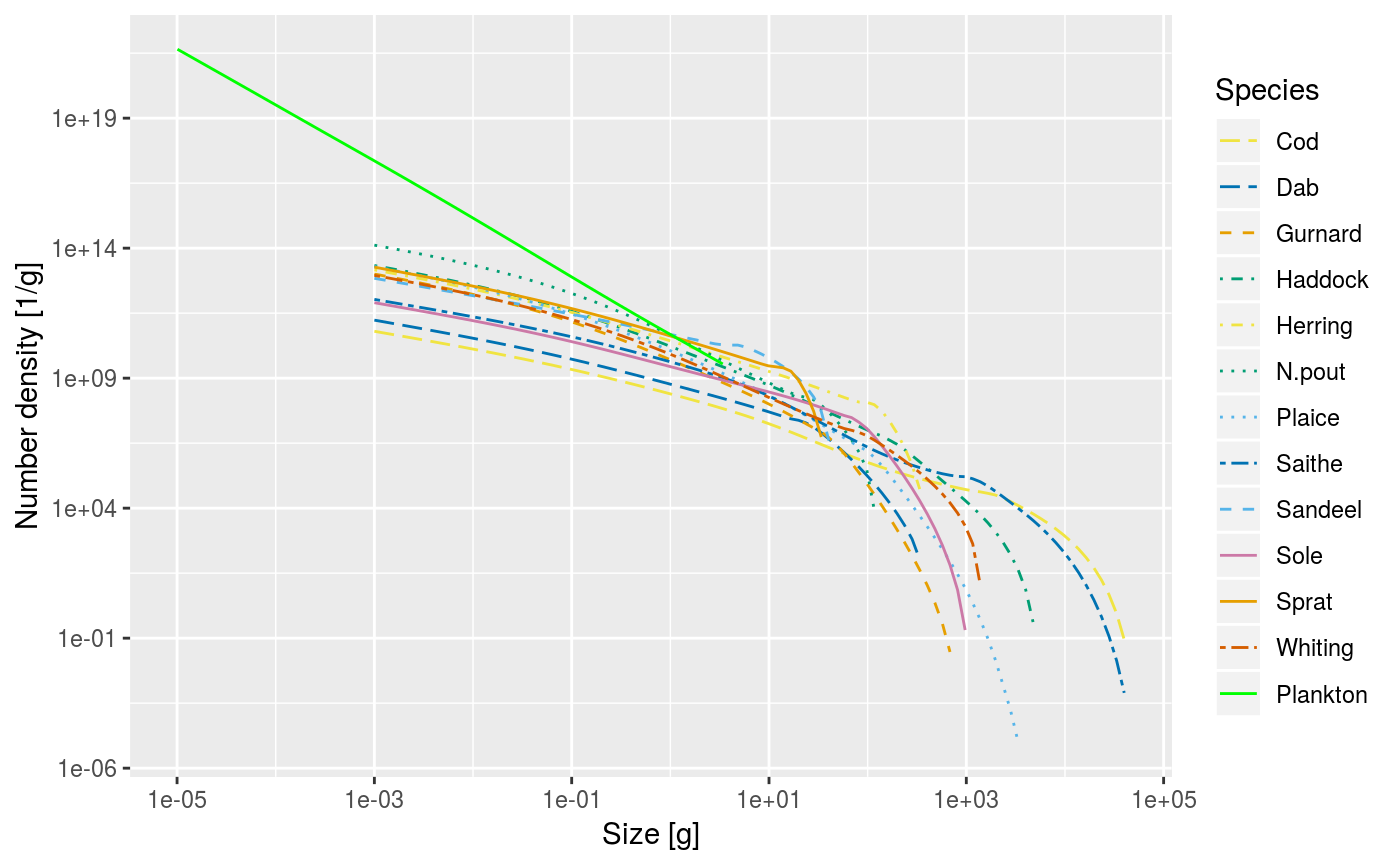 Number density [1/g]
1e+19
1e+14
1e+09
1e+04
1e-01
1e-06
1e-05
1e-03
1e-01
1e+01
1e+03
1e+05
Size [g]
Species
Cod
Dab
Gurnard
Haddock
Herring
N.pout
Plaice
Saithe
Sandeel
Sole
Sprat
Whiting
Plankton